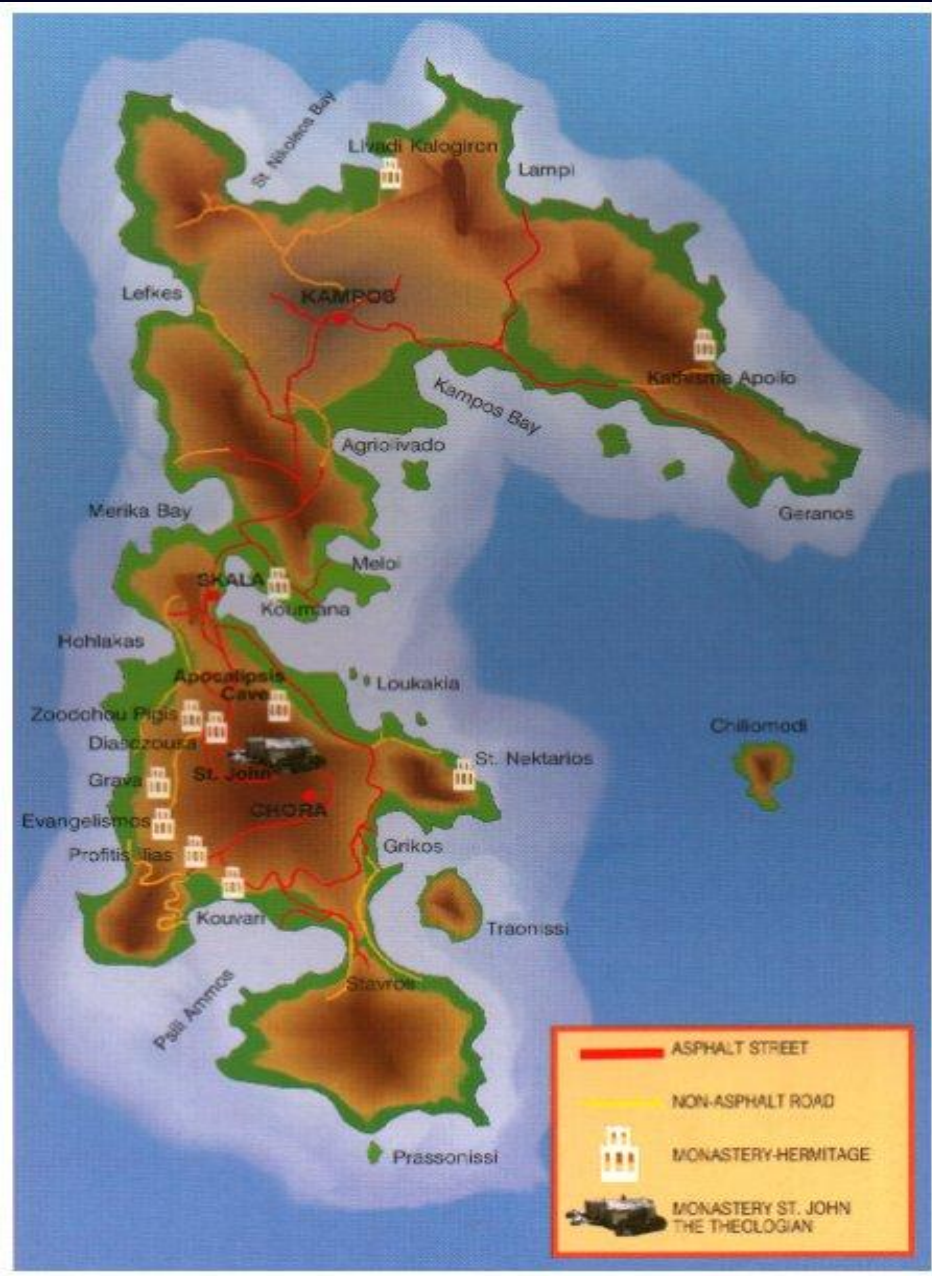 St. Nikolaos Bay
Livadi Kalogiron
Lampi
Lefkes
KAMPOS
Kathisma Apollo
Kampos Bay
Agriolivado
Geranos
Merika Bay
Meloi
SKALA
Koumana
Hohlakas
Apocalipsis
Cave
Loukakia
Zoodchou Pigis
Diasozousa
Chiliomodi
St. John
St. Nektarios
Grava
CHORA
Evangelismos
Profitis Ilias
Grikos
Kouvari
Traonissi
Stavros
Psili Ammos
Prassonissi
ASPHALT STREET
NON-ASPHALT ROAD
MONASTERY-HERMITAGE
MONASTERY ST. JOHN
THE THEOLOGIAN